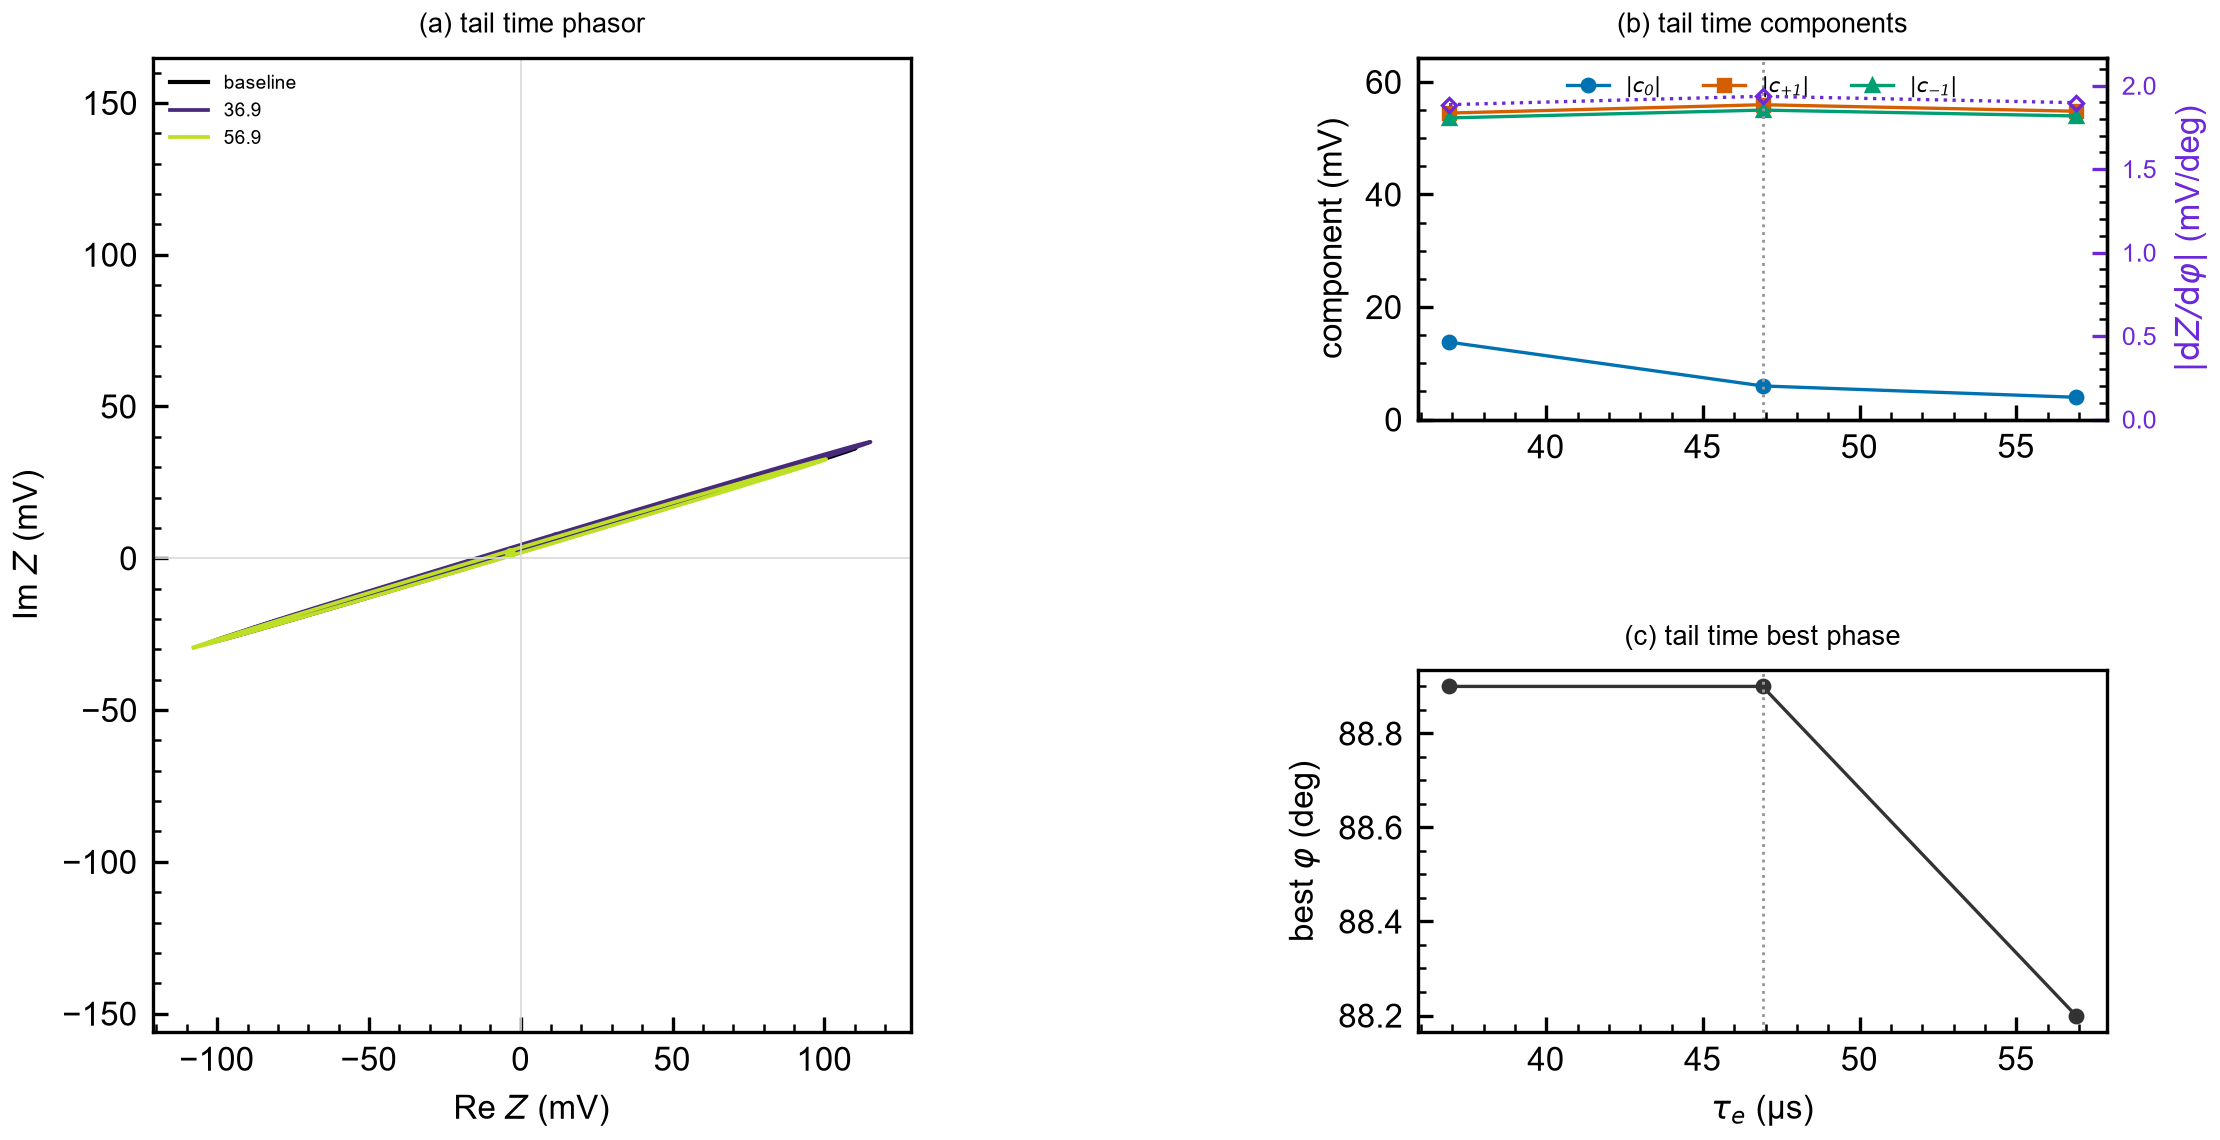 (a) tail time phasor
baseline
36.9
56.9
150
100
50
0
−50
−100
−150
Im Z (mV)
−100
−50
0
50
100
Re Z (mV)
(b) tail time components
|c₀|
|c₊₁|
|c₋₁|
60
40
20
0
component (mV)
2.0
1.5
1.0
0.5
0.0
|dZ/dφ| (mV/deg)
40
45
50
55
(c) tail time best phase
88.8
88.6
88.4
88.2
best φ (deg)
40
45
50
55
τₑ (μs)